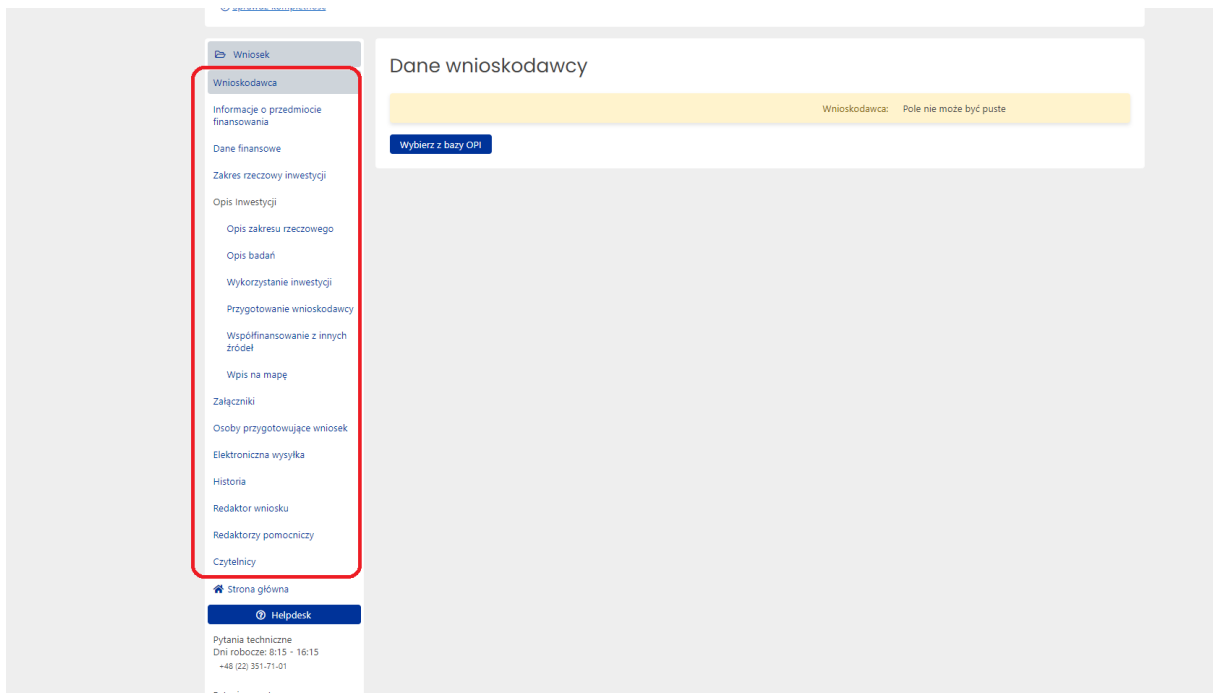 Wniosek
Wnioskodawca
Informacje o przedmiocie
finansowania
Dane finansowe
Zakres rzeczowy inwestycji
Opis Inwestycji
Opis zakresu rzeczowego
Opis badań
Wykorzystanie inwestycji
Przygotowanie wnioskodawcy
Współfinansowanie z innych
źródeł
Wpis na mapę
Załączniki
Osoby przygotowujące wniosek
Elektroniczna wysyłka
Historia
Redaktor wniosku
Redaktorzy pomocniczy
Czytelnicy
Strona główna
Helpdesk
Pytania techniczne
Dni robocze: 8:15 - 16:15
+48 (22) 351-71-01
Dane wnioskodawcy
Wnioskodawca: Pole nie może być puste
Wybierz z bazy OPI